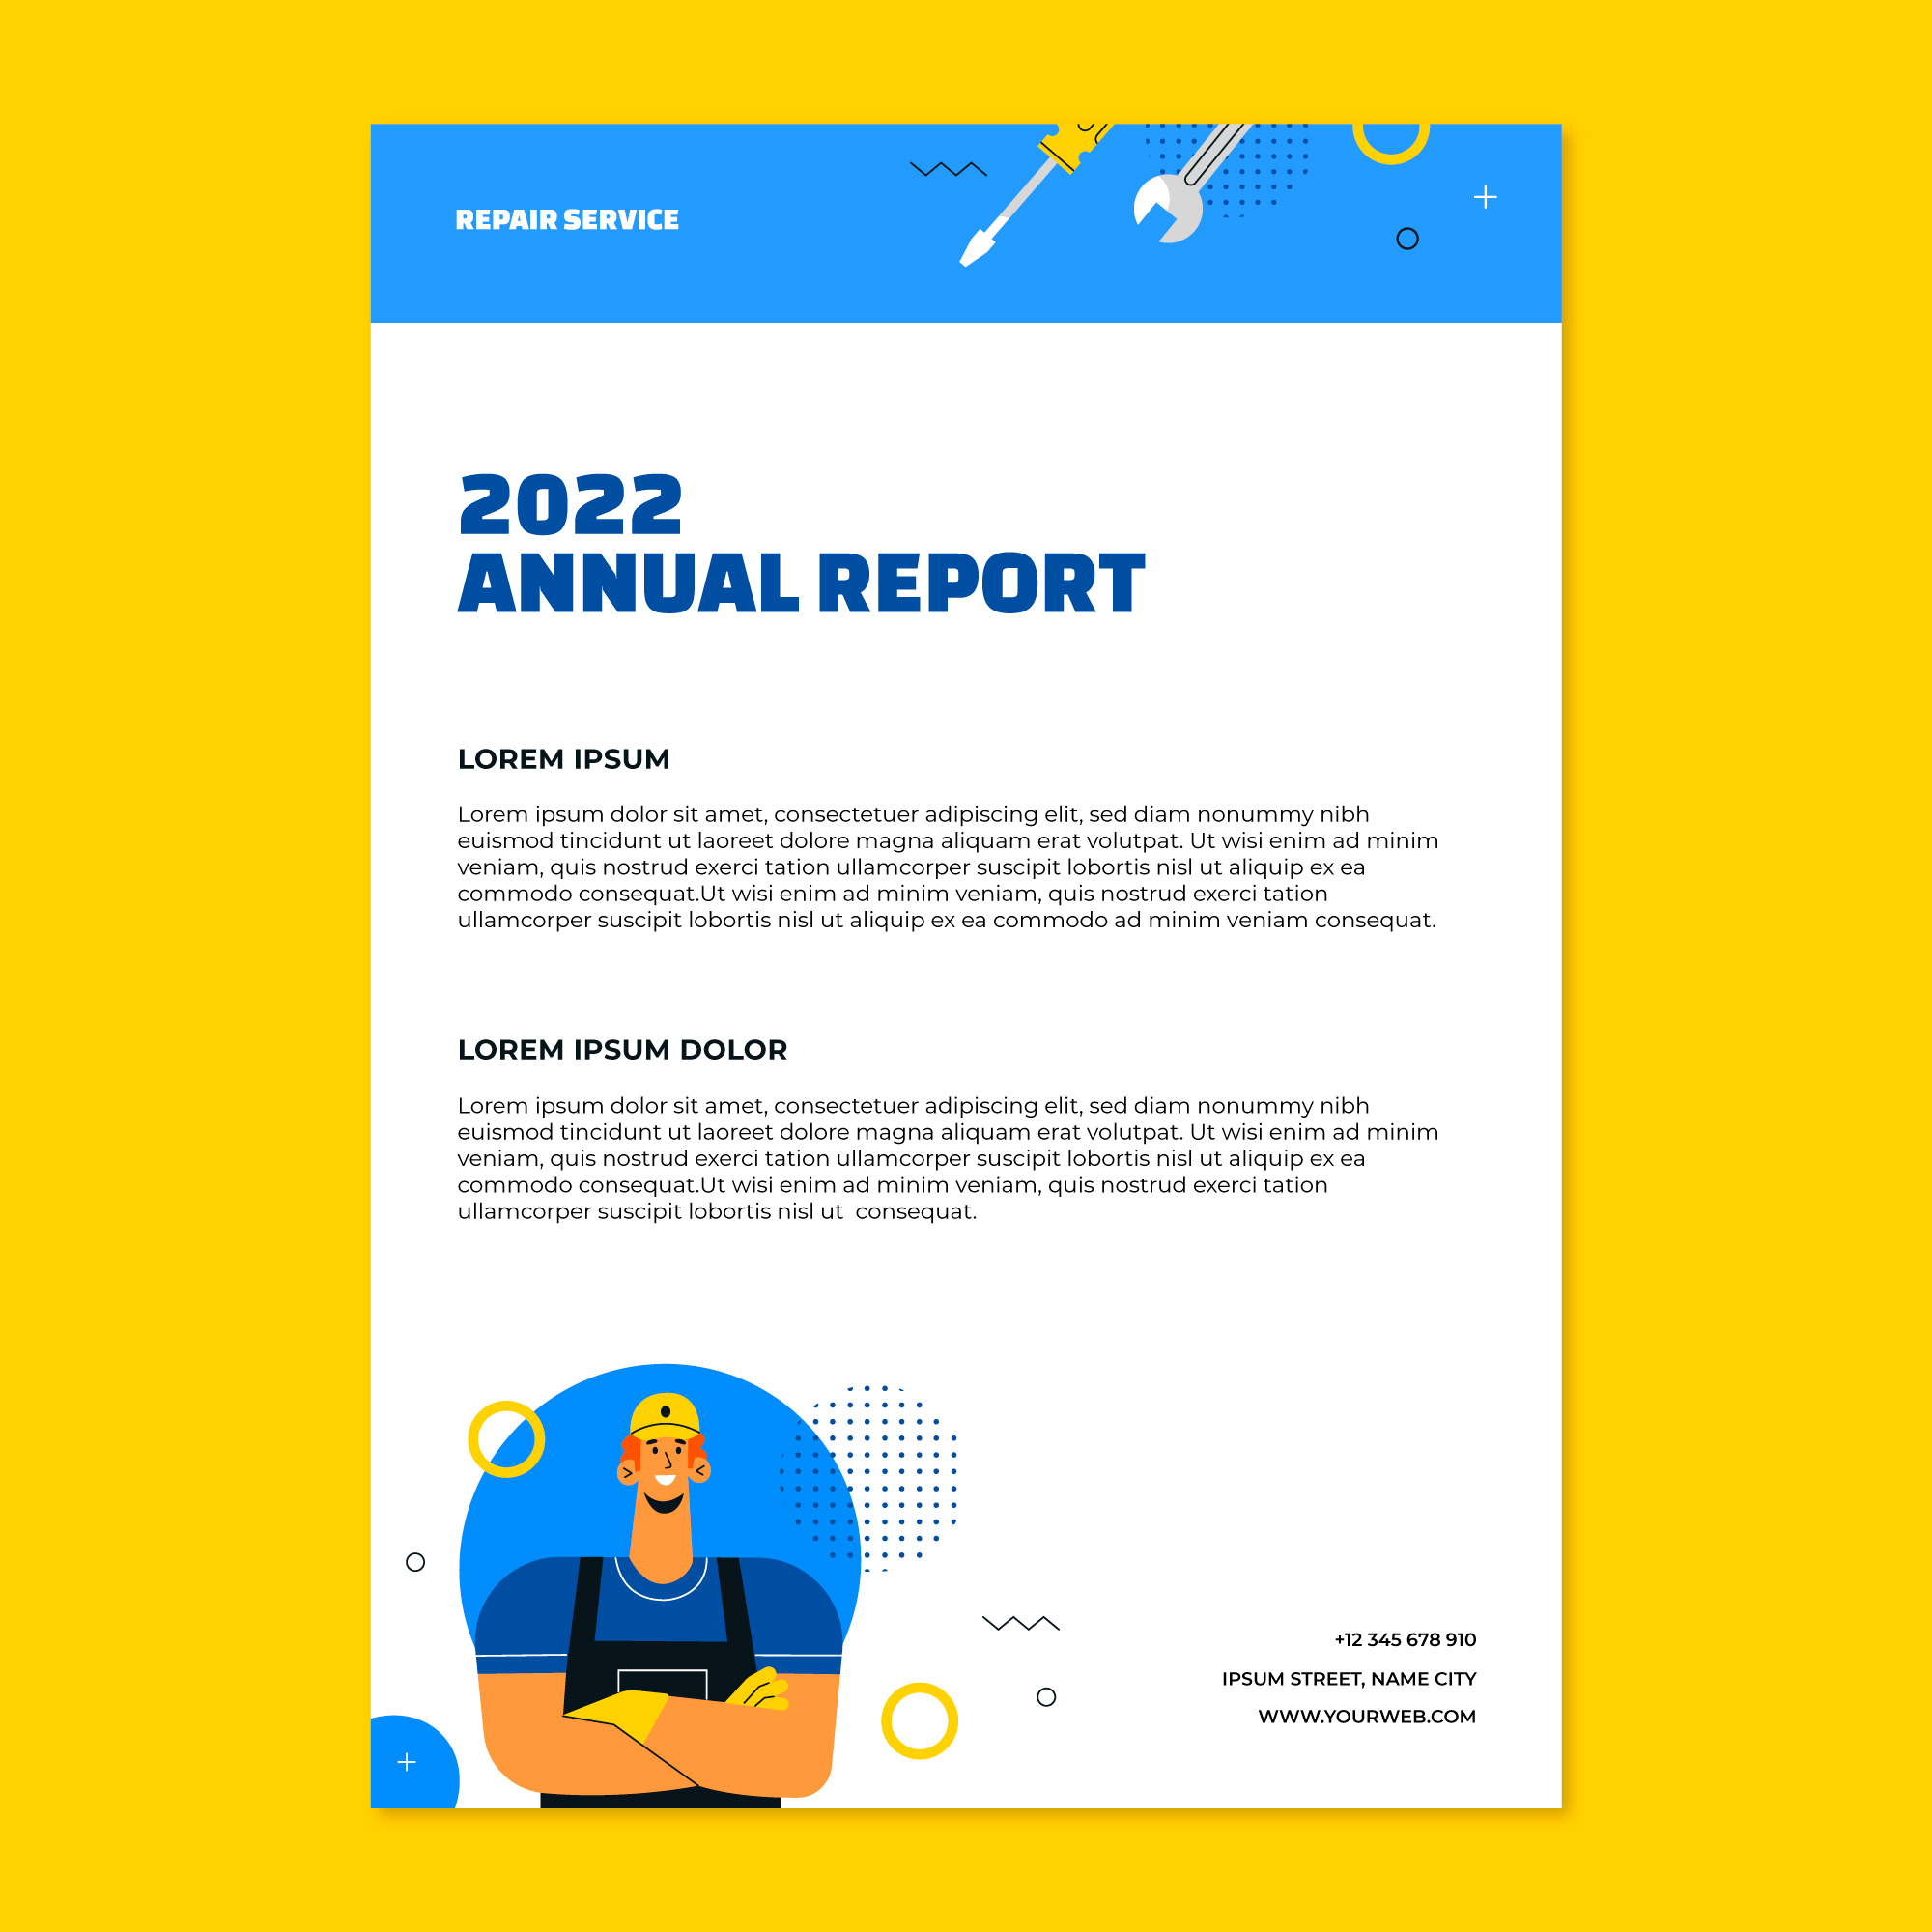 REPAIR SERVICE
2022
ANNUAL REPORT
LOREM IPSUM
Lorem ipsum dolor sit amet, consectetuer adipiscing elit, sed diam nonummy nibh
euismod tincidunt ut laoreet dolore magna aliquam erat volutpat. Ut wisi enim ad minim
veniam, quis nostrud exerci tation ullamcorper suscipit lobortis nisl ut aliquip ex ea
commodo consequat.Ut wisi enim ad minim veniam, quis nostrud exerci tation
ullamcorper suscipit lobortis nisl ut aliquip ex ea commodo ad minim veniam consequat.
LOREM IPSUM DOLOR
Lorem ipsum dolor sit amet, consectetuer adipiscing elit, sed diam nonummy nibh
euismod tincidunt ut laoreet dolore magna aliquam erat volutpat. Ut wisi enim ad minim
veniam, quis nostrud exerci tation ullamcorper suscipit lobortis nisl ut aliquip ex ea
commodo consequat.Ut wisi enim ad minim veniam, quis nostrud exerci tation
ullamcorper suscipit lobortis nisl ut  consequat.
+12 345 678 910
IPSUM STREET, NAME CITY
WWW.YOURWEB.COM